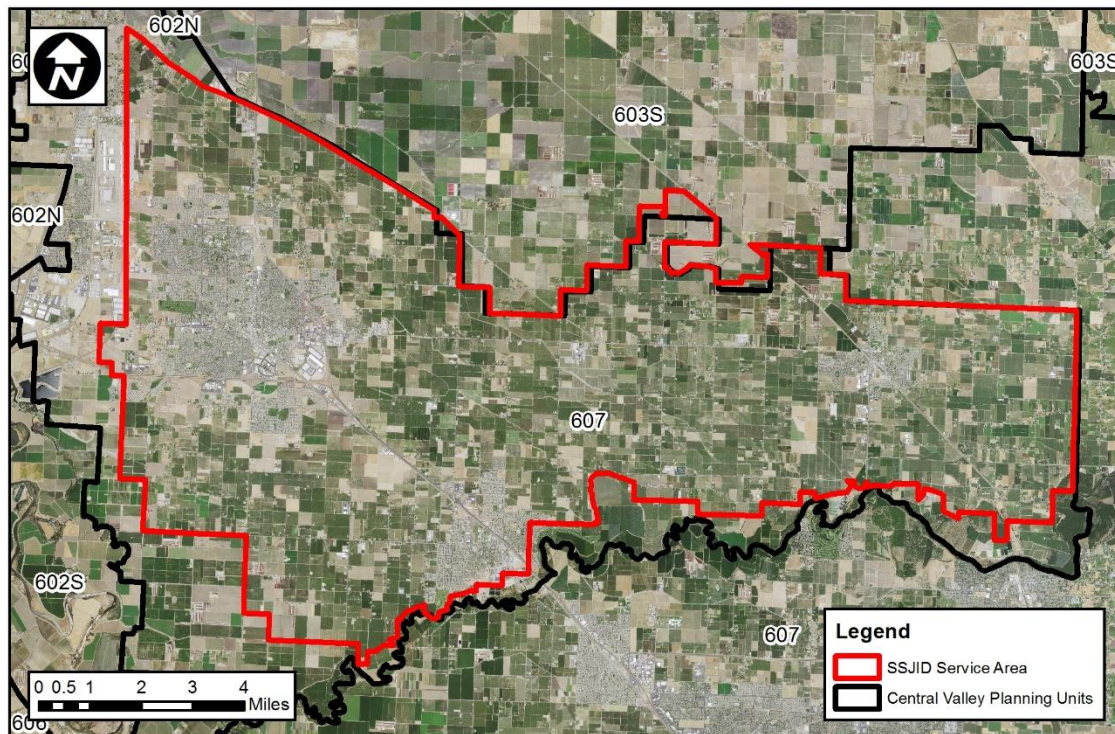 602N
603S
603S
N
602N
607
602S
607
Legend
SSJID Service Area
Central Valley Planning Units
0 0.5 1 2 3 4
Miles